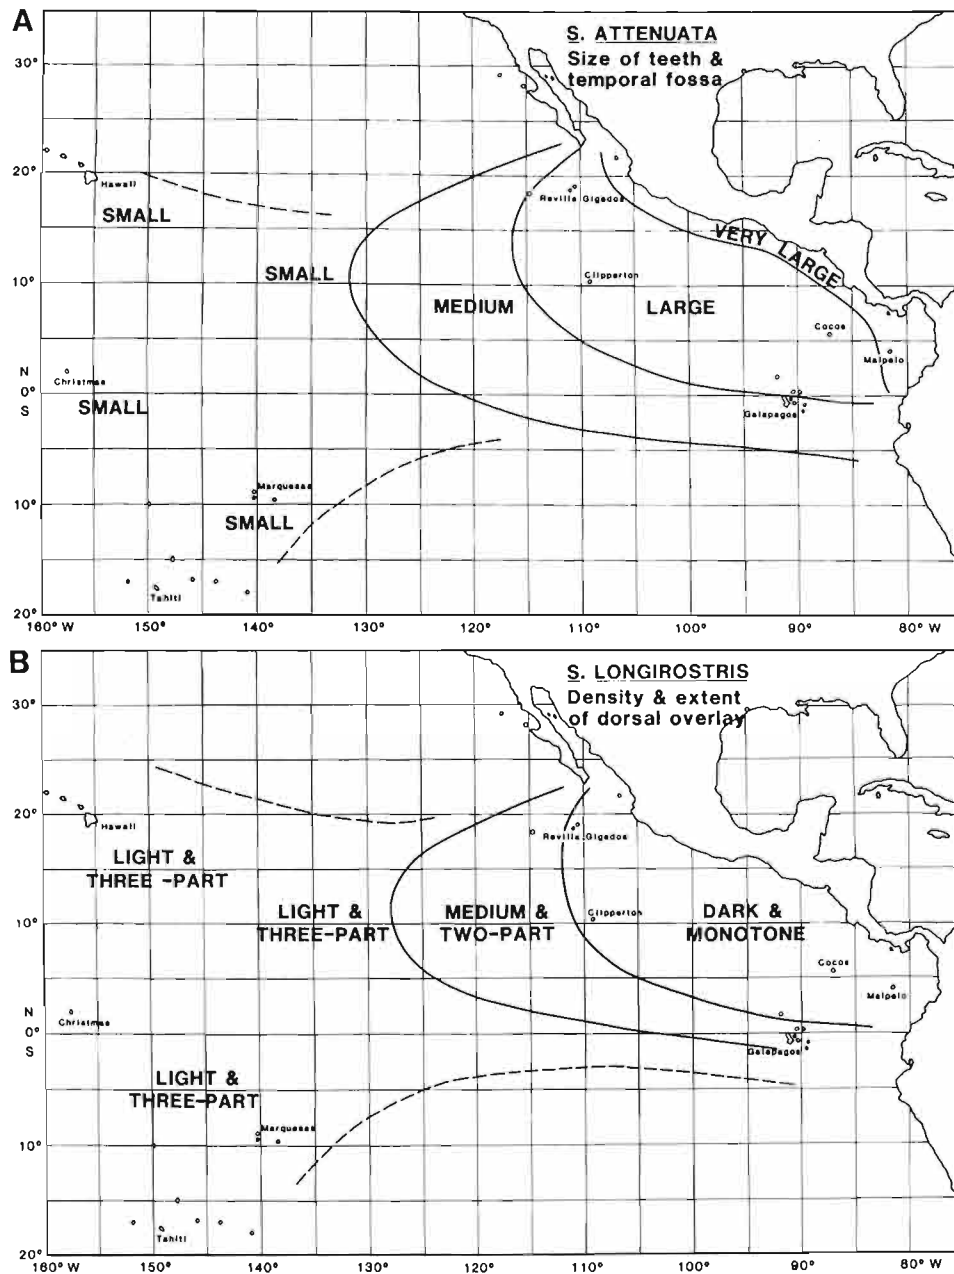 A
S. ATTENUATA
Size of teeth &
temporal fossa
30°
20°
Hawaii
SMALL
Revilla Gigedos
VERY LARGE
SMALL
10°
Clipperton
MEDIUM
LARGE
Cocos
Malpelo
N
Christmas
0°
S
SMALL
Galapagos
Marquesas
10°
SMALL
Tahiti
20°
160° W
150°
140°
130°
120°
110°
100°
90°
80° W
B
S. LONGIROSTRIS
Density & extent
of dorsal overlay
30°
20°
Hawaii
Revilla Gigedos
LIGHT &
THREE-PART
LIGHT &
THREE-PART
MEDIUM &
TWO-PART
Clipperton
DARK &
MONOTONE
10°
Cocos
Malpelo
N
Christmas
0°
S
Galapagos
LIGHT &
THREE-PART
Marquesas
10°
Tahiti
20°
160° W
150°
140°
130°
120°
110°
100°
90°
80° W